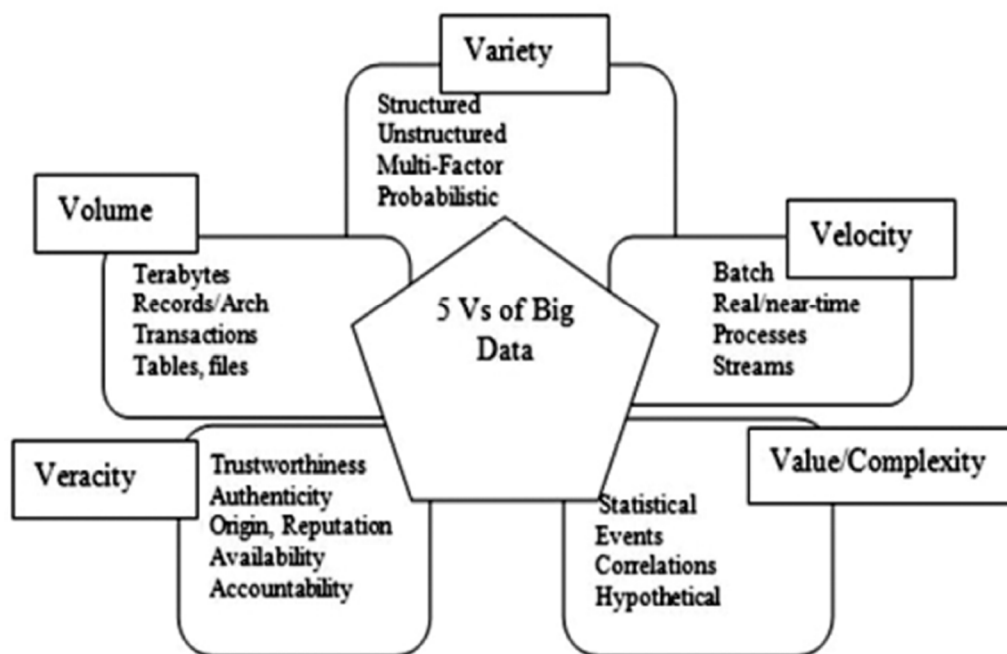 Variety
Structured
Unstructured
Multi-Factor
Probabilistic
Volume
Terabytes
Records/Arch
Transactions
Tables, files
5 Vs of Big
Data
Velocity
Batch
Real/near-time
Processes
Streams
Veracity
Trustworthiness
Authenticity
Origin, Reputation
Availability
Accountability
Value/Complexity
Statistical
Events
Correlations
Hypothetical